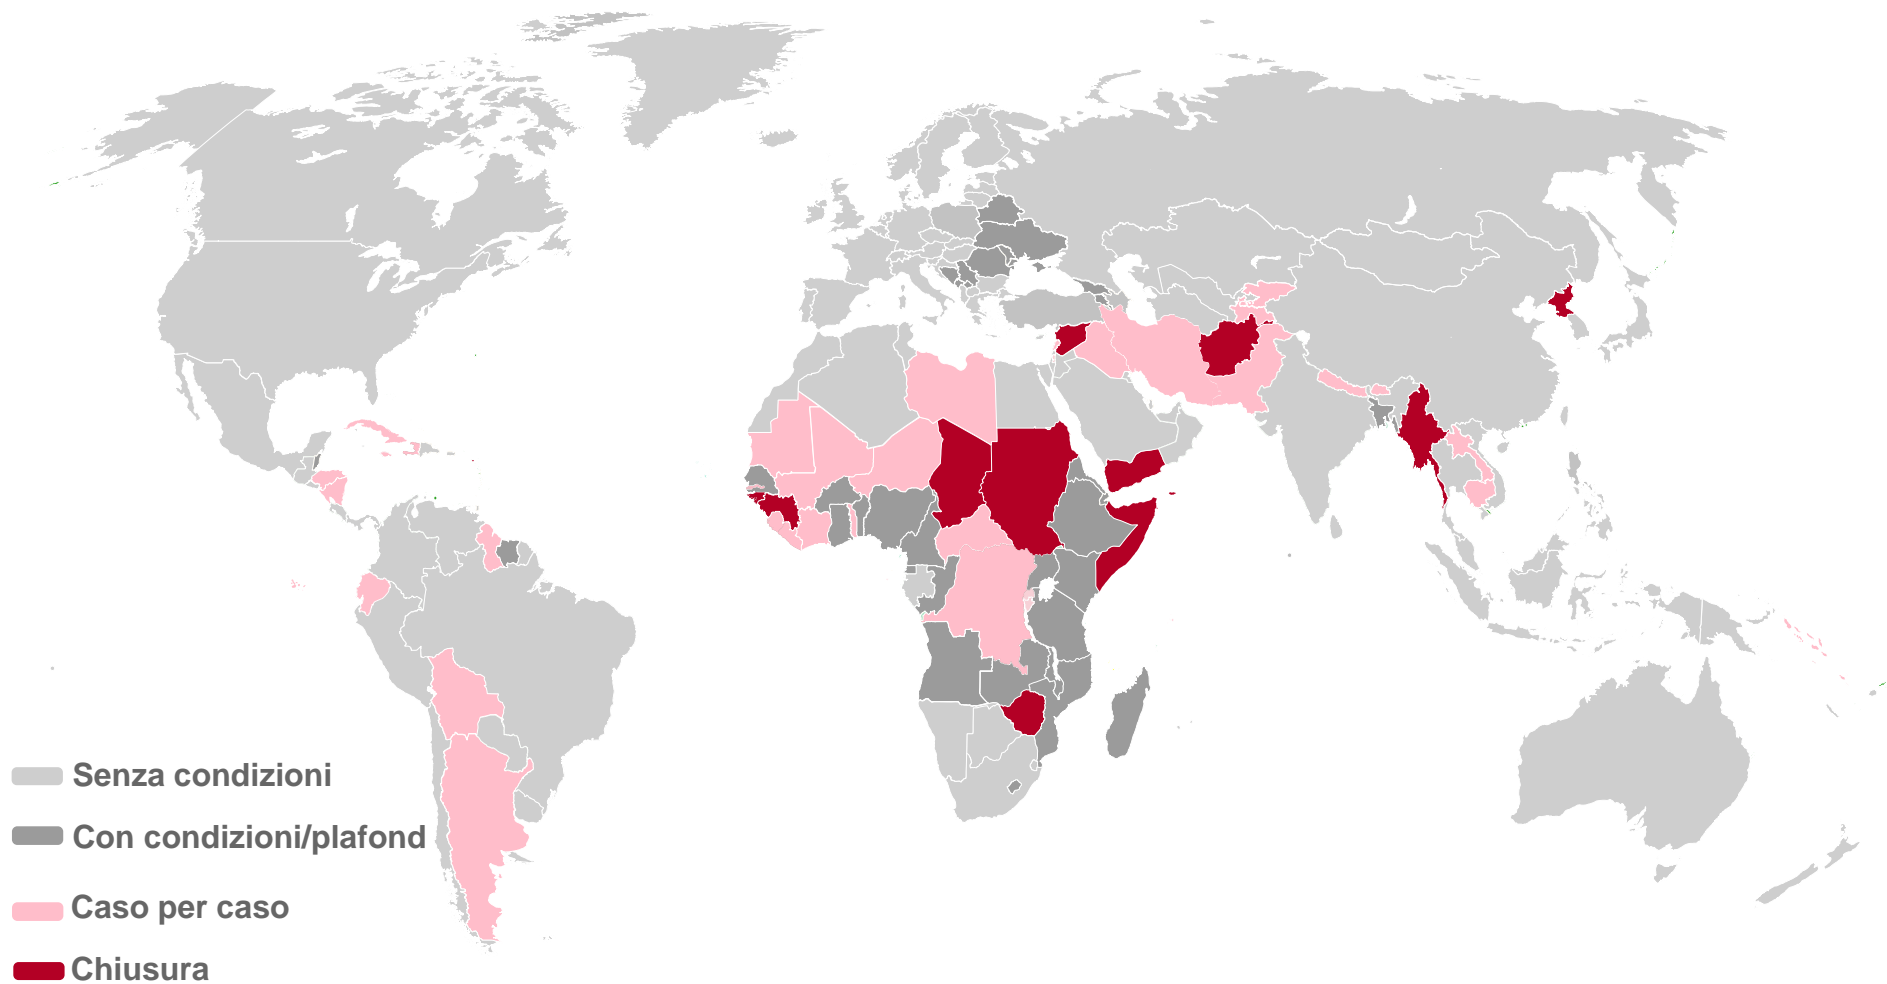 Senza condizioni
Con condizioni/plafond
Caso per caso
Chiusura